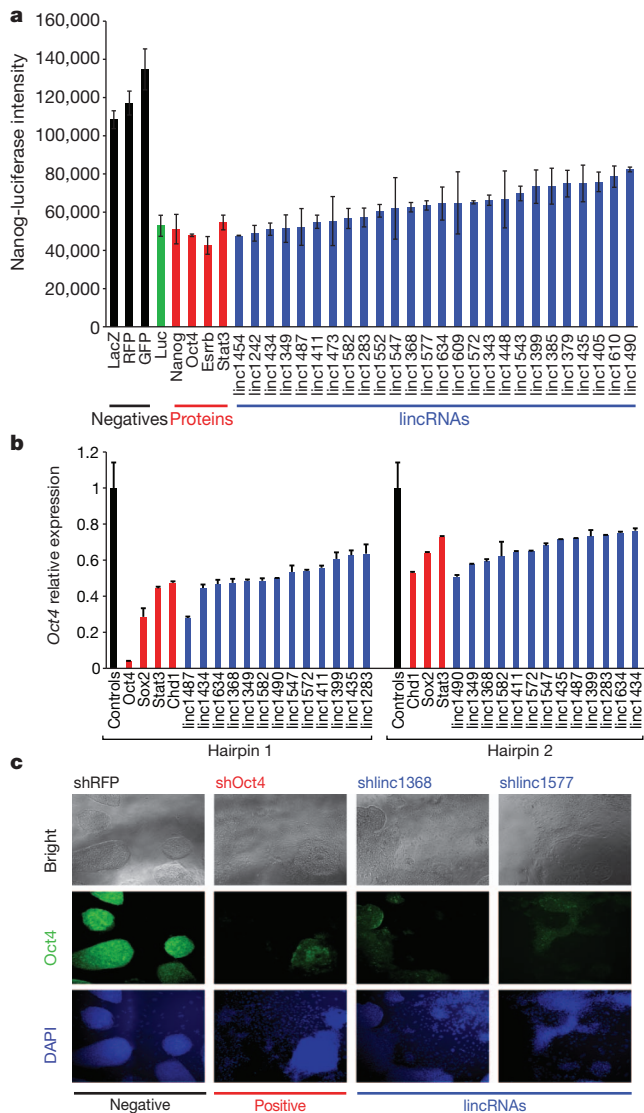 a
160,000
140,000
120,000
100,000
80,000
60,000
40,000
20,000
0
Nanog-luciferase intensity
LacZ
RFP
GFP
Luc
Nanog
Oct4
Esrrb
Stat3
linc1454
linc1242
linc1434
linc1349
linc1487
linc1411
linc1473
linc1582
linc1283
linc1552
linc1547
linc1368
linc1577
linc1634
linc1609
linc1572
linc1343
linc1448
linc1543
linc1399
linc1385
linc1379
linc1435
linc1405
linc1610
linc1490
Negatives Proteins lincRNAs
b
1.2
1
0.8
0.6
0.4
0.2
0
Oct4 relative expression
Controls
Oct4
Sox2
Stat3
Chd1
linc1487
linc1434
linc1634
linc1368
linc1349
linc1582
linc1490
linc1547
linc1572
linc1411
linc1399
linc1435
linc1283
Hairpin 1
Controls
Chd1
Sox2
Stat3
linc1490
linc1349
linc1368
linc1582
linc1411
linc1572
linc1547
linc1435
linc1487
linc1399
linc1283
linc1634
linc1434
Hairpin 2
c
shRFP shOct4 shlinc1368 shlinc1577
Bright
Oct4
DAPI
Negative Positive lincRNAs